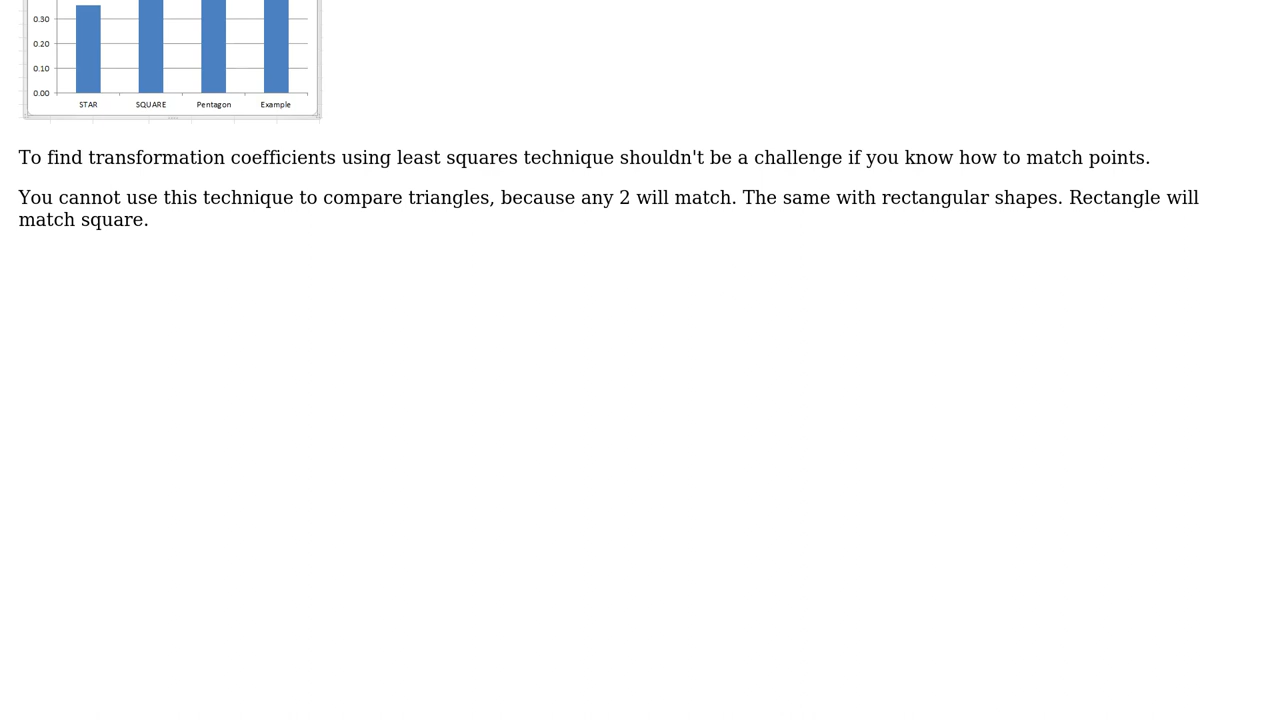 0.30
0.20
0.10
0.00
STAR SQUARE Pentagon Example
To find transformation coefficients using least squares technique shouldn't be a challenge if you know how to match points.
You cannot use this technique to compare triangles, because any 2 will match. The same with rectangular shapes. Rectangle will
match square.